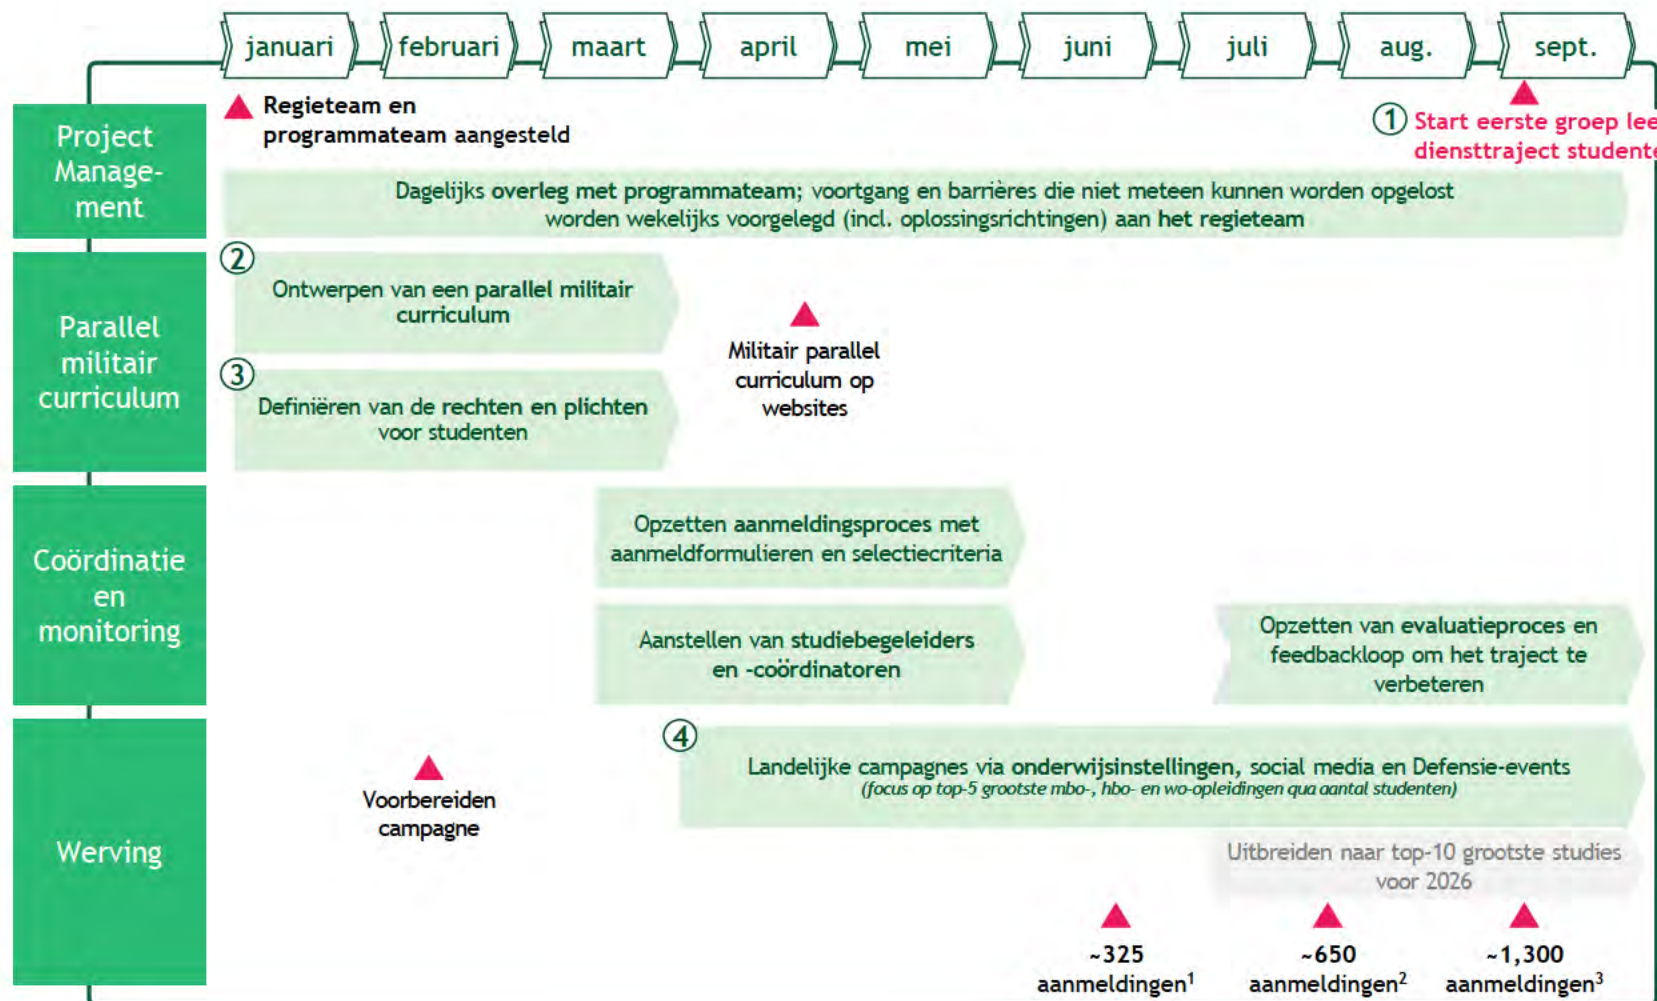 januari
februari
maart
april
mei
juni
juli
aug.
sept.
Project
Manage-
ment
Regieteam en
programmateam aangesteld
1 Start eerste groep lee
diensttraject studente
Dagelijks overleg met programmateam; voortgang en barrières die niet meteen kunnen worden opgelost
worden wekelijks voorgelegd (incl. oplossingsrichtingen) aan het regieteam
Parallel
militair
curriculum
2
Ontwerpen van een parallel militair
curriculum
3
Definiëren van de rechten en plichten
voor studenten
Militair parallel
curriculum op
websites
Coördinatie
en
monitoring
Opzetten aanmeldingsproces met
aanmeldformulieren en selectiecriteria
Aanstellen van studiebegeleiders
en -coördinatoren
Opzetten van evaluatieproces en
feedbackloop om het traject te
verbeteren
Werving
Voorbereiden
campagne
4
Landelijke campagnes via onderwijsinstellingen, social media en Defensie-events
(focus op top-5 grootste mbo-, hbo- en wo-opleidingen qua aantal studenten)
Uitbreiden naar top-10 grootste studies
voor 2026
~325
aanmeldingen¹
~650
aanmeldingen²
~1,300
aanmeldingen³